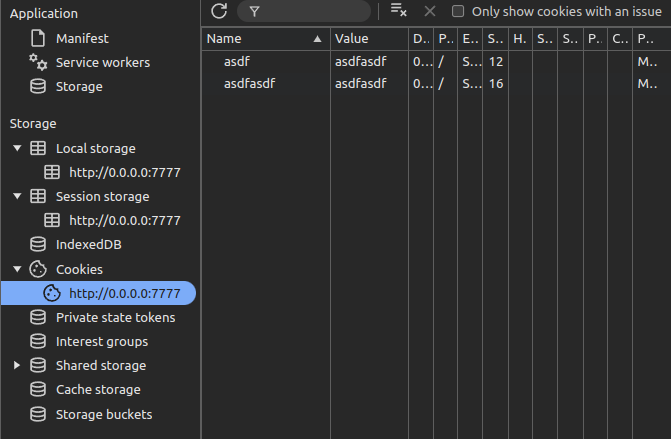 Application
Manifest
Service workers
Storage
Storage
Local storage
http://0.0.0.0:7777
Session storage
http://0.0.0.0:7777
IndexedDB
Cookies
http://0.0.0.0:7777
Private state tokens
Interest groups
Shared storage
Cache storage
Storage buckets
Only show cookies with an issue
Name Value D.. P.. E.. S.. H. S.. S.. P.. C.. P..
asdf asdfasdf 0... / S... 12 M..
asdfasdf asdfasdf 0... / S... 16 M..